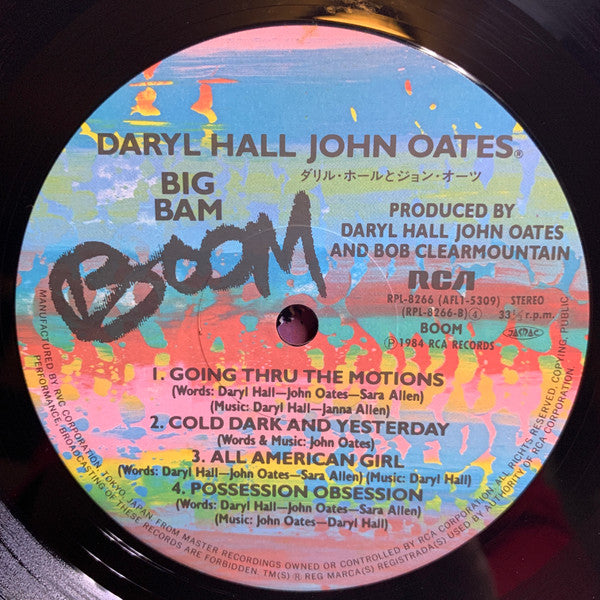 DARYL HALL JOHN OATES®
ダリル・ホールとジョン・オーツ
BIG
BAM
BOOM
PRODUCED BY
DARYL HALL JOHN OATES
AND BOB CLEARMOUNTAIN
RCA
RPL-8266 (AFL1-5309) STEREO
(RPL-8266-B) ④ 33⅓ r.p.m.
BOOM JASRAC
Ⓟ 1984 RCA RECORDS
1. GOING THRU THE MOTIONS
(Words: Daryl Hall—John Oates—Sara Allen)
(Music: Daryl Hall—Janna Allen)
2. COLD DARK AND YESTERDAY
(Words & Music: John Oates)
3. ALL AMERICAN GIRL
(Words: Daryl Hall—John Oates—Sara Allen) (Music: Daryl Hall)
4. POSSESSION OBSESSION
(Words: Daryl Hall—John Oates—Sara Allen)
(Music: John Oates—Daryl Hall)
MANUFACTURED BY RVC CORPORATION, TOKYO, JAPAN, FROM MASTER RECORDINGS OWNED OR CONTROLLED BY RCA CORPORATION. ALL RIGHTS RESERVED, COPYING, PUBLIC
PERFORMANCE, BROADCASTING OF THESE RECORDS ARE FORBIDDEN. TM(S) ® REG MARCA(S) REGISTRADA(S) USED BY AUTHORITY OF RCA CORPORATION